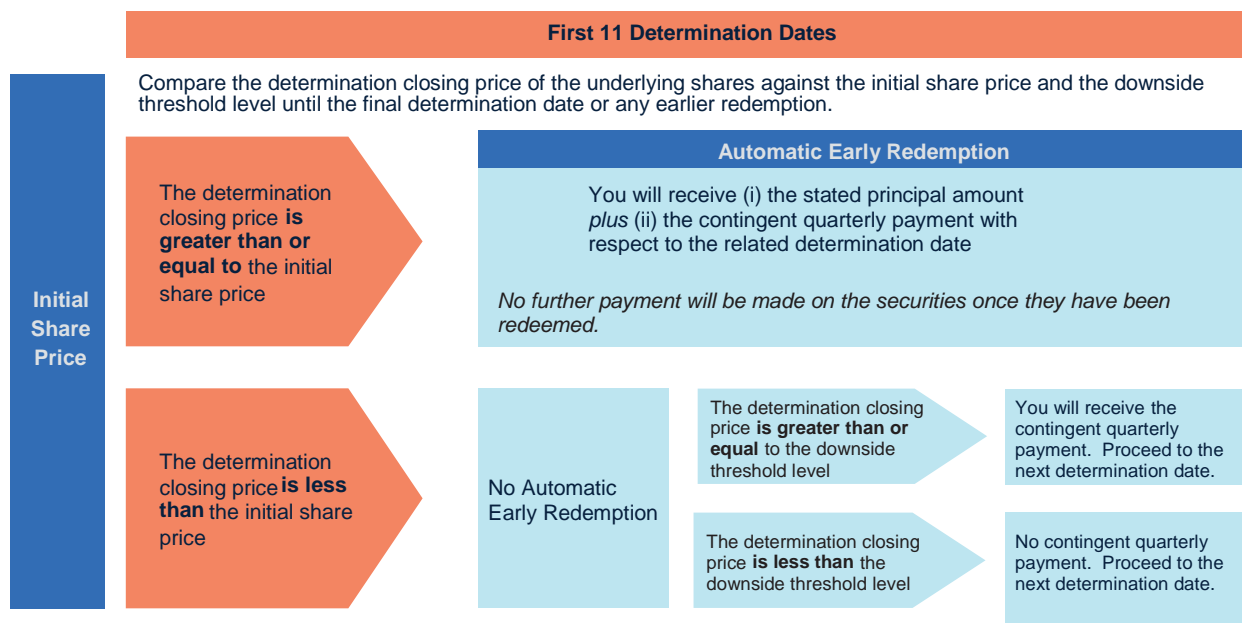 First 11 Determination Dates
Compare the determination closing price of the underlying shares against the initial share price and the downside
threshold level until the final determination date or any earlier redemption.
Initial
Share
Price
The determination
closing price is
greater than or
equal to the initial
share price
Automatic Early Redemption
You will receive (i) the stated principal amount
plus (ii) the contingent quarterly payment with
respect to the related determination date
No further payment will be made on the securities once they have been
redeemed.
The determination
closing price is less
than the initial share
price
No Automatic
Early Redemption
The determination closing
price is greater than or
equal to the downside
threshold level
You will receive the
contingent quarterly
payment. Proceed to the
next determination date.
The determination closing
price is less than the
downside threshold level
No contingent quarterly
payment. Proceed to the
next determination date.